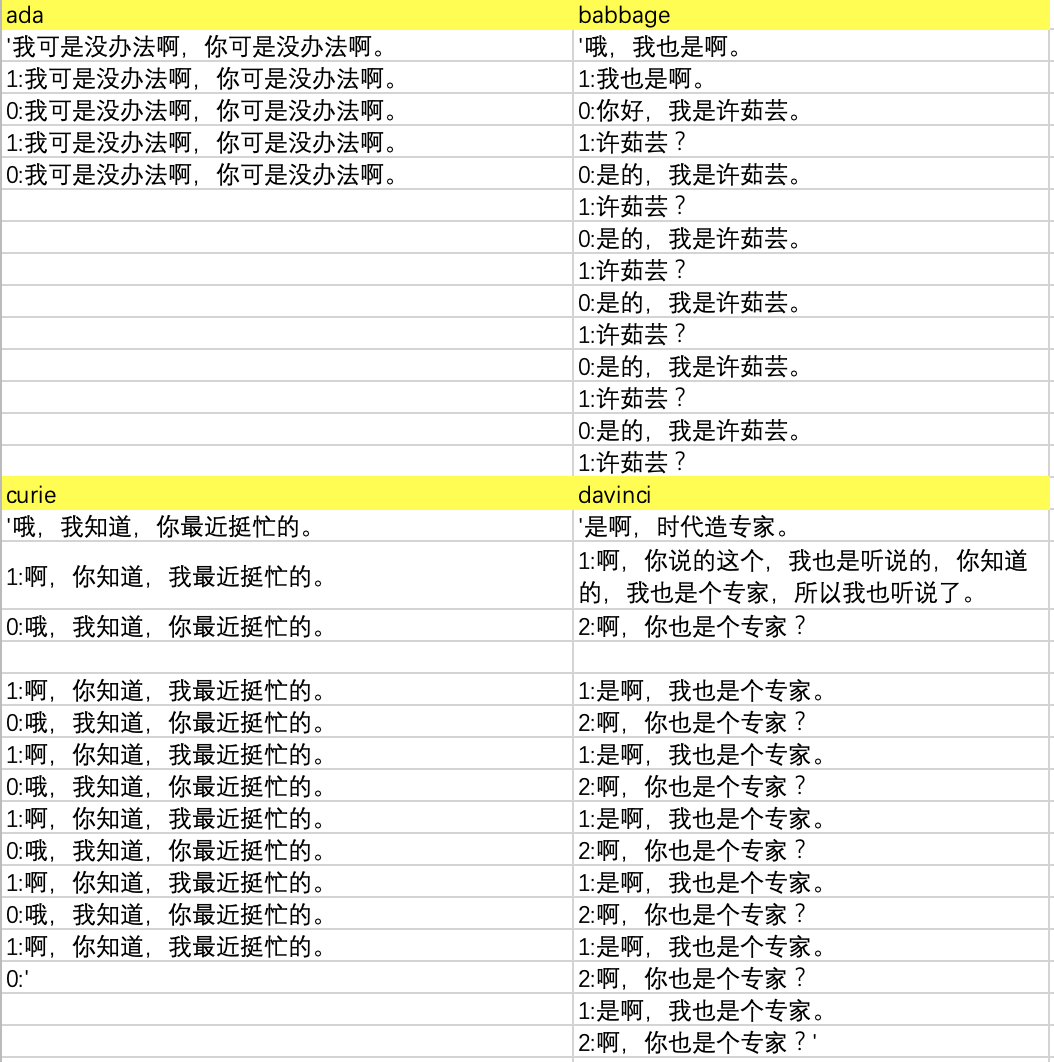 ada
'我可是没办法啊，你可是没办法啊。
1:我可是没办法啊，你可是没办法啊。
0:我可是没办法啊，你可是没办法啊。
1:我可是没办法啊，你可是没办法啊。
0:我可是没办法啊，你可是没办法啊。
babbage
'哦，我也是啊。
1:我也是啊。
0:你好，我是许茹芸。
1:许茹芸？
0:是的，我是许茹芸。
1:许茹芸？
0:是的，我是许茹芸。
1:许茹芸？
0:是的，我是许茹芸。
1:许茹芸？
0:是的，我是许茹芸。
1:许茹芸？
0:是的，我是许茹芸。
1:许茹芸？
curie
'哦，我知道，你最近挺忙的。
1:啊，你知道，我最近挺忙的。
0:哦，我知道，你最近挺忙的。
1:啊，你知道，我最近挺忙的。
0:哦，我知道，你最近挺忙的。
1:啊，你知道，我最近挺忙的。
0:哦，我知道，你最近挺忙的。
1:啊，你知道，我最近挺忙的。
0:哦，我知道，你最近挺忙的。
1:啊，你知道，我最近挺忙的。
0:哦，我知道，你最近挺忙的。
1:啊，你知道，我最近挺忙的。
0:'
davinci
'是啊，时代造专家。
1:啊，你说的这个，我也是听说的，你知道
的，我也是个专家，所以我也听说了。
2:啊，你也是个专家？
1:是啊，我也是个专家。
2:啊，你也是个专家？
1:是啊，我也是个专家。
2:啊，你也是个专家？
1:是啊，我也是个专家。
2:啊，你也是个专家？
1:是啊，我也是个专家。
2:啊，你也是个专家？
1:是啊，我也是个专家。
2:啊，你也是个专家？
1:是啊，我也是个专家。
2:啊，你也是个专家？'